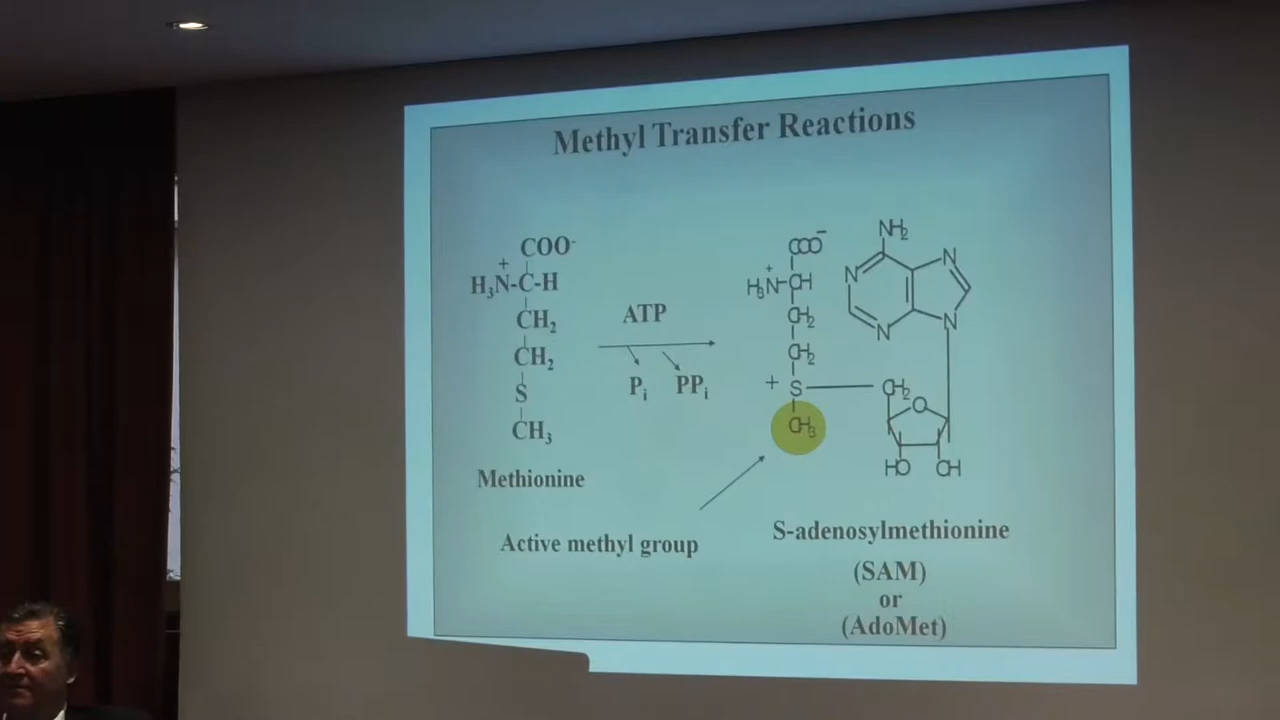 Methyl Transfer Reactions
COO-
+
H3N-C-H
CH2
CH2
S
CH3
Methionine
ATP
Pi PPi
COO-
+
H3N-CH
CH2
CH2
+ S
CH3
NH2
N
N
N
N
CH2
O
HO OH
Active methyl group
S-adenosylmethionine
(SAM)
or
(AdoMet)